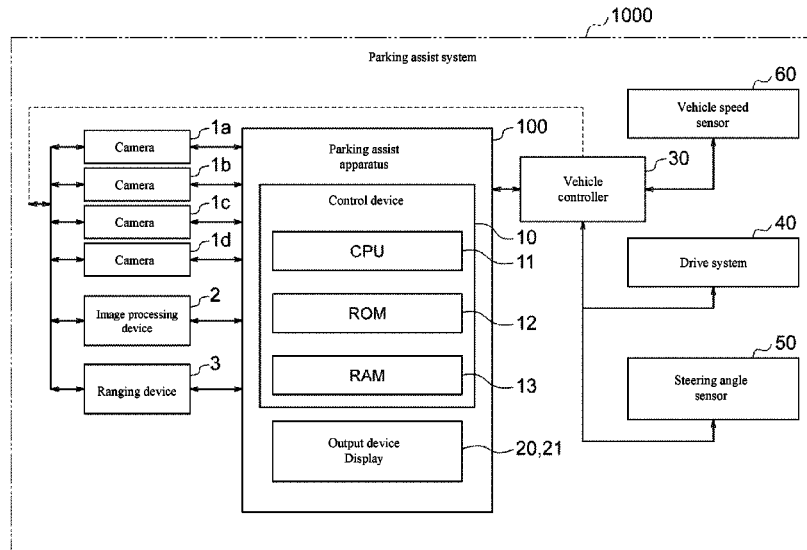 1000
Parking assist system
60
Vehicle speed
sensor
1a
Camera
1b
Camera
1c
Camera
1d
Camera
2
Image processing
device
3
Ranging device
100
Parking assist
apparatus
Control device
10
CPU
11
ROM
12
RAM
13
Output device
Display
20,21
30
Vehicle
controller
40
Drive system
50
Steering angle
sensor